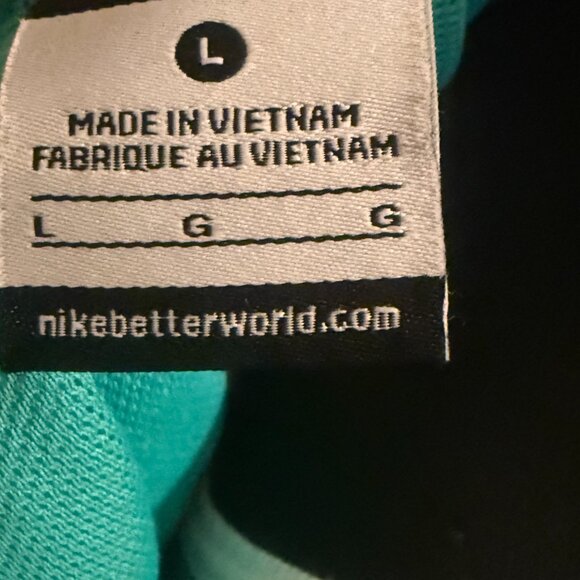 L
MADE IN VIETNAM
FABRIQUE AU VIETNAM
L G G
nikebetterworld.com